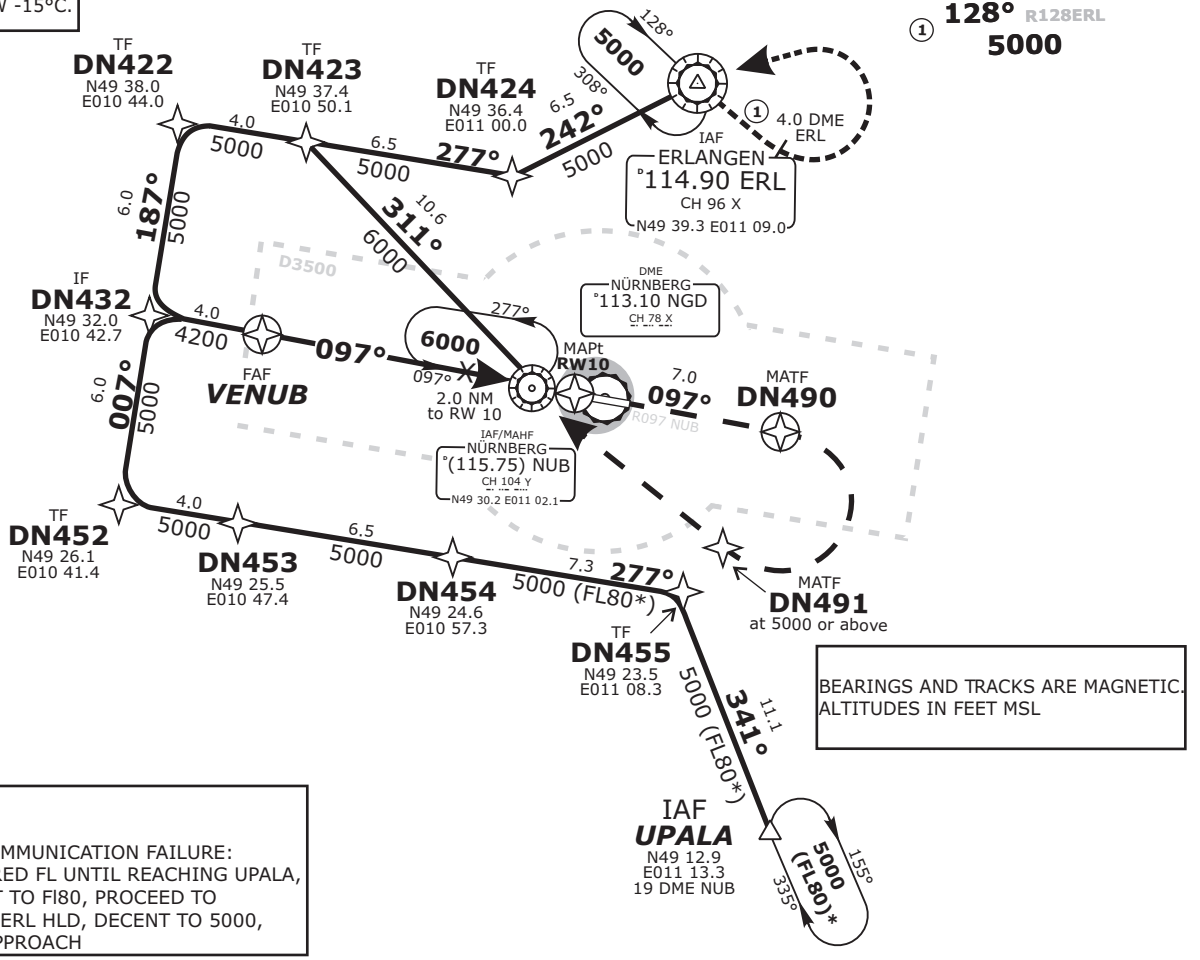 W -15°C.
① 128° R128ERL
5000
TF
DN422
N49 38.0
E010 44.0
TF
DN423
N49 37.4
E010 50.1
TF
DN424
N49 36.4
E011 00.0
5000
128°
308°
4.0
5000
6.5
5000
277°
6.5
242°
5000
①
4.0 DME
ERL
IAF
ERLANGEN
D 114.90 ERL
CH 96 X
N49 39.3 E011 09.0
6.0
187°
5000
10.6
311°
6000
D3500
DME
NÜRNBERG
D 113.10 NGD
CH 78 X
IF
DN432
N49 32.0
E010 42.7
4.0
4200
FAF
VENUB
097°
277°
6000
097°
X
2.0 NM
to RW 10
MAPt
RW10
7.0
097°
R097 NUB
MATF
DN490
IAF/MAHF
NÜRNBERG
D (115.75) NUB
CH 104 Y
N49 30.2 E011 02.1
6.0
007°
5000
TF
DN452
N49 26.1
E010 41.4
4.0
5000
DN453
N49 25.5
E010 47.4
6.5
5000
DN454
N49 24.6
E010 57.3
7.3
277°
5000 (FL80*)
TF
DN455
N49 23.5
E011 08.3
MATF
DN491
at 5000 or above
11.1
341°
5000 (FL80*)
BEARINGS AND TRACKS ARE MAGNETIC.
ALTITUDES IN FEET MSL
IAF
UPALA
N49 12.9
E011 13.3
19 DME NUB
5000
(FL80)*
155°
335°
MMUNICATION FAILURE:
RED FL UNTIL REACHING UPALA,
T TO Fl80, PROCEED TO
ERL HLD, DECENT TO 5000,
PPROACH